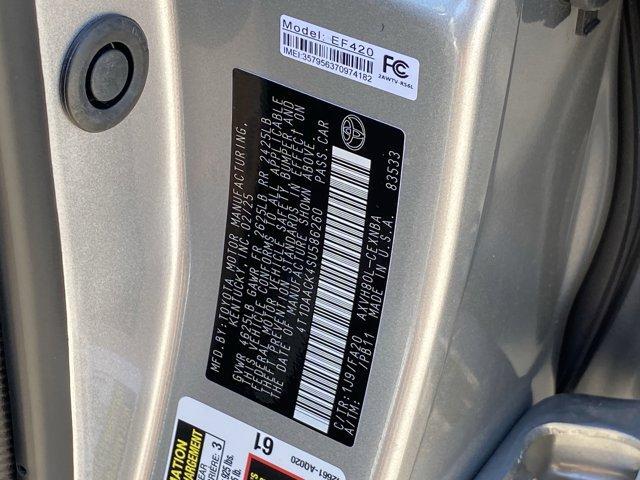 Model: EF420
IMEI:357956370974182
FC
2AWTV-RS6L
MFD.BY:TOYOTA MOTOR MANUFACTURING,
KENTUCKY, INC. 02/25
GVWR 4625LB GAWR FR 2625LB RR 2425LB
THIS VEHICLE CONFORMS TO ALL APPLICABLE
FEDERAL MOTOR VEHICLE SAFETY, BUMPER, AND
THEFT PREVENTION STANDARDS IN EFFECT ON
THE DATE OF MANUFACTURE SHOWN ABOVE.
4T1DAACK4SU586260 PASS.CAR
C/TR: 1J9/FA20 AXVH80L-CEXNBA
A/TM: /PB11 MADE IN U.S.A. 83533
61
42661-AQ020